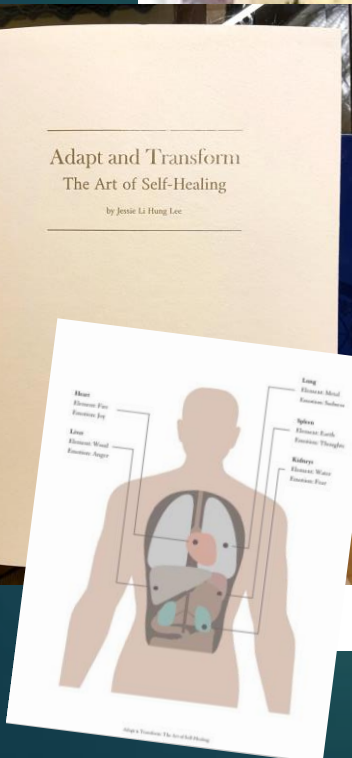 Adapt and Transform
The Art of Self-Healing
by Jessie Li Hung Lee
Heart
Element: Fire
Emotion: Joy
Liver
Element: Wood
Emotion: Anger
Lung
Element: Metal
Emotion: Sadness
Spleen
Element: Earth
Emotion: Thoughts
Kidneys
Element: Water
Emotion: Fear
Adapt & Transform: The Art of Self-Healing